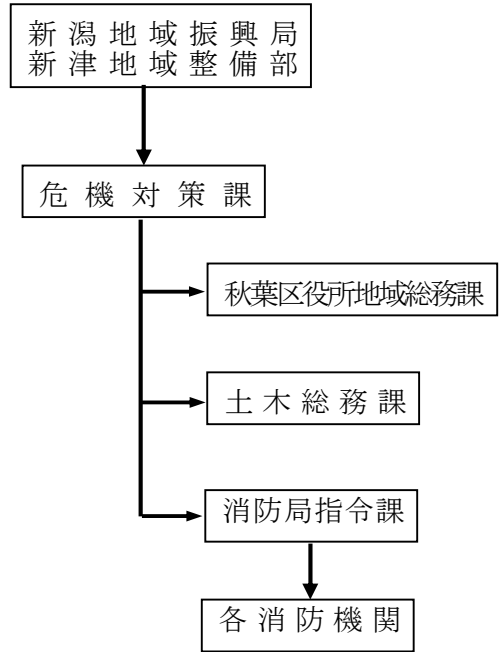 新潟地域振興局
新津地域整備部
危機対策課
秋葉区役所地域総務課
土木総務課
消防局指令課
各消防機関